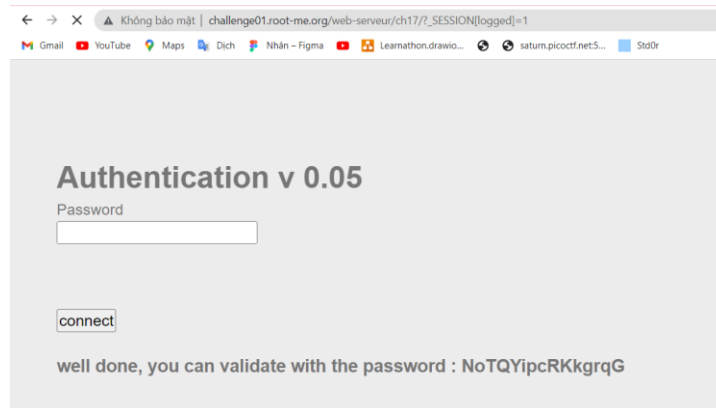 Không bảo mật | challenge01.root-me.org/web-serveur/ch17/?_SESSION[logged]=1
Gmail YouTube Maps Dịch Nhân – Figma Learnathon.drawio... saturn.picoctf.net:5... Std0r
Authentication v 0.05
Password
connect
well done, you can validate with the password : NoTQYipcRKkgrqG